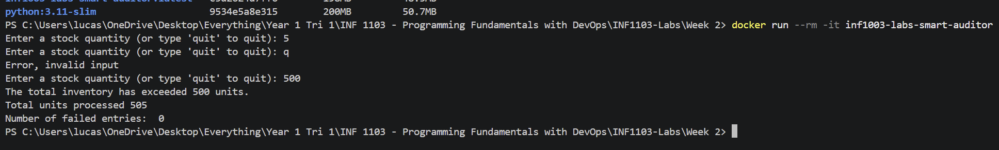 python:3.11-slim 9534e5a8e315 200MB 50.7MB
PS C:\Users\lucas\OneDrive\Desktop\Everything\Year 1 Tri 1\INF 1103 - Programming Fundamentals with DevOps\INF1103-Labs\Week 2> docker run --rm -it inf1003-labs-smart-auditor
Enter a stock quantity (or type 'quit' to quit): 5
Enter a stock quantity (or type 'quit' to quit): q
Error, invalid input
Enter a stock quantity (or type 'quit' to quit): 500
The total inventory has exceeded 500 units.
Total units processed 505
Number of failed entries:  0
PS C:\Users\lucas\OneDrive\Desktop\Everything\Year 1 Tri 1\INF 1103 - Programming Fundamentals with DevOps\INF1103-Labs\Week 2>